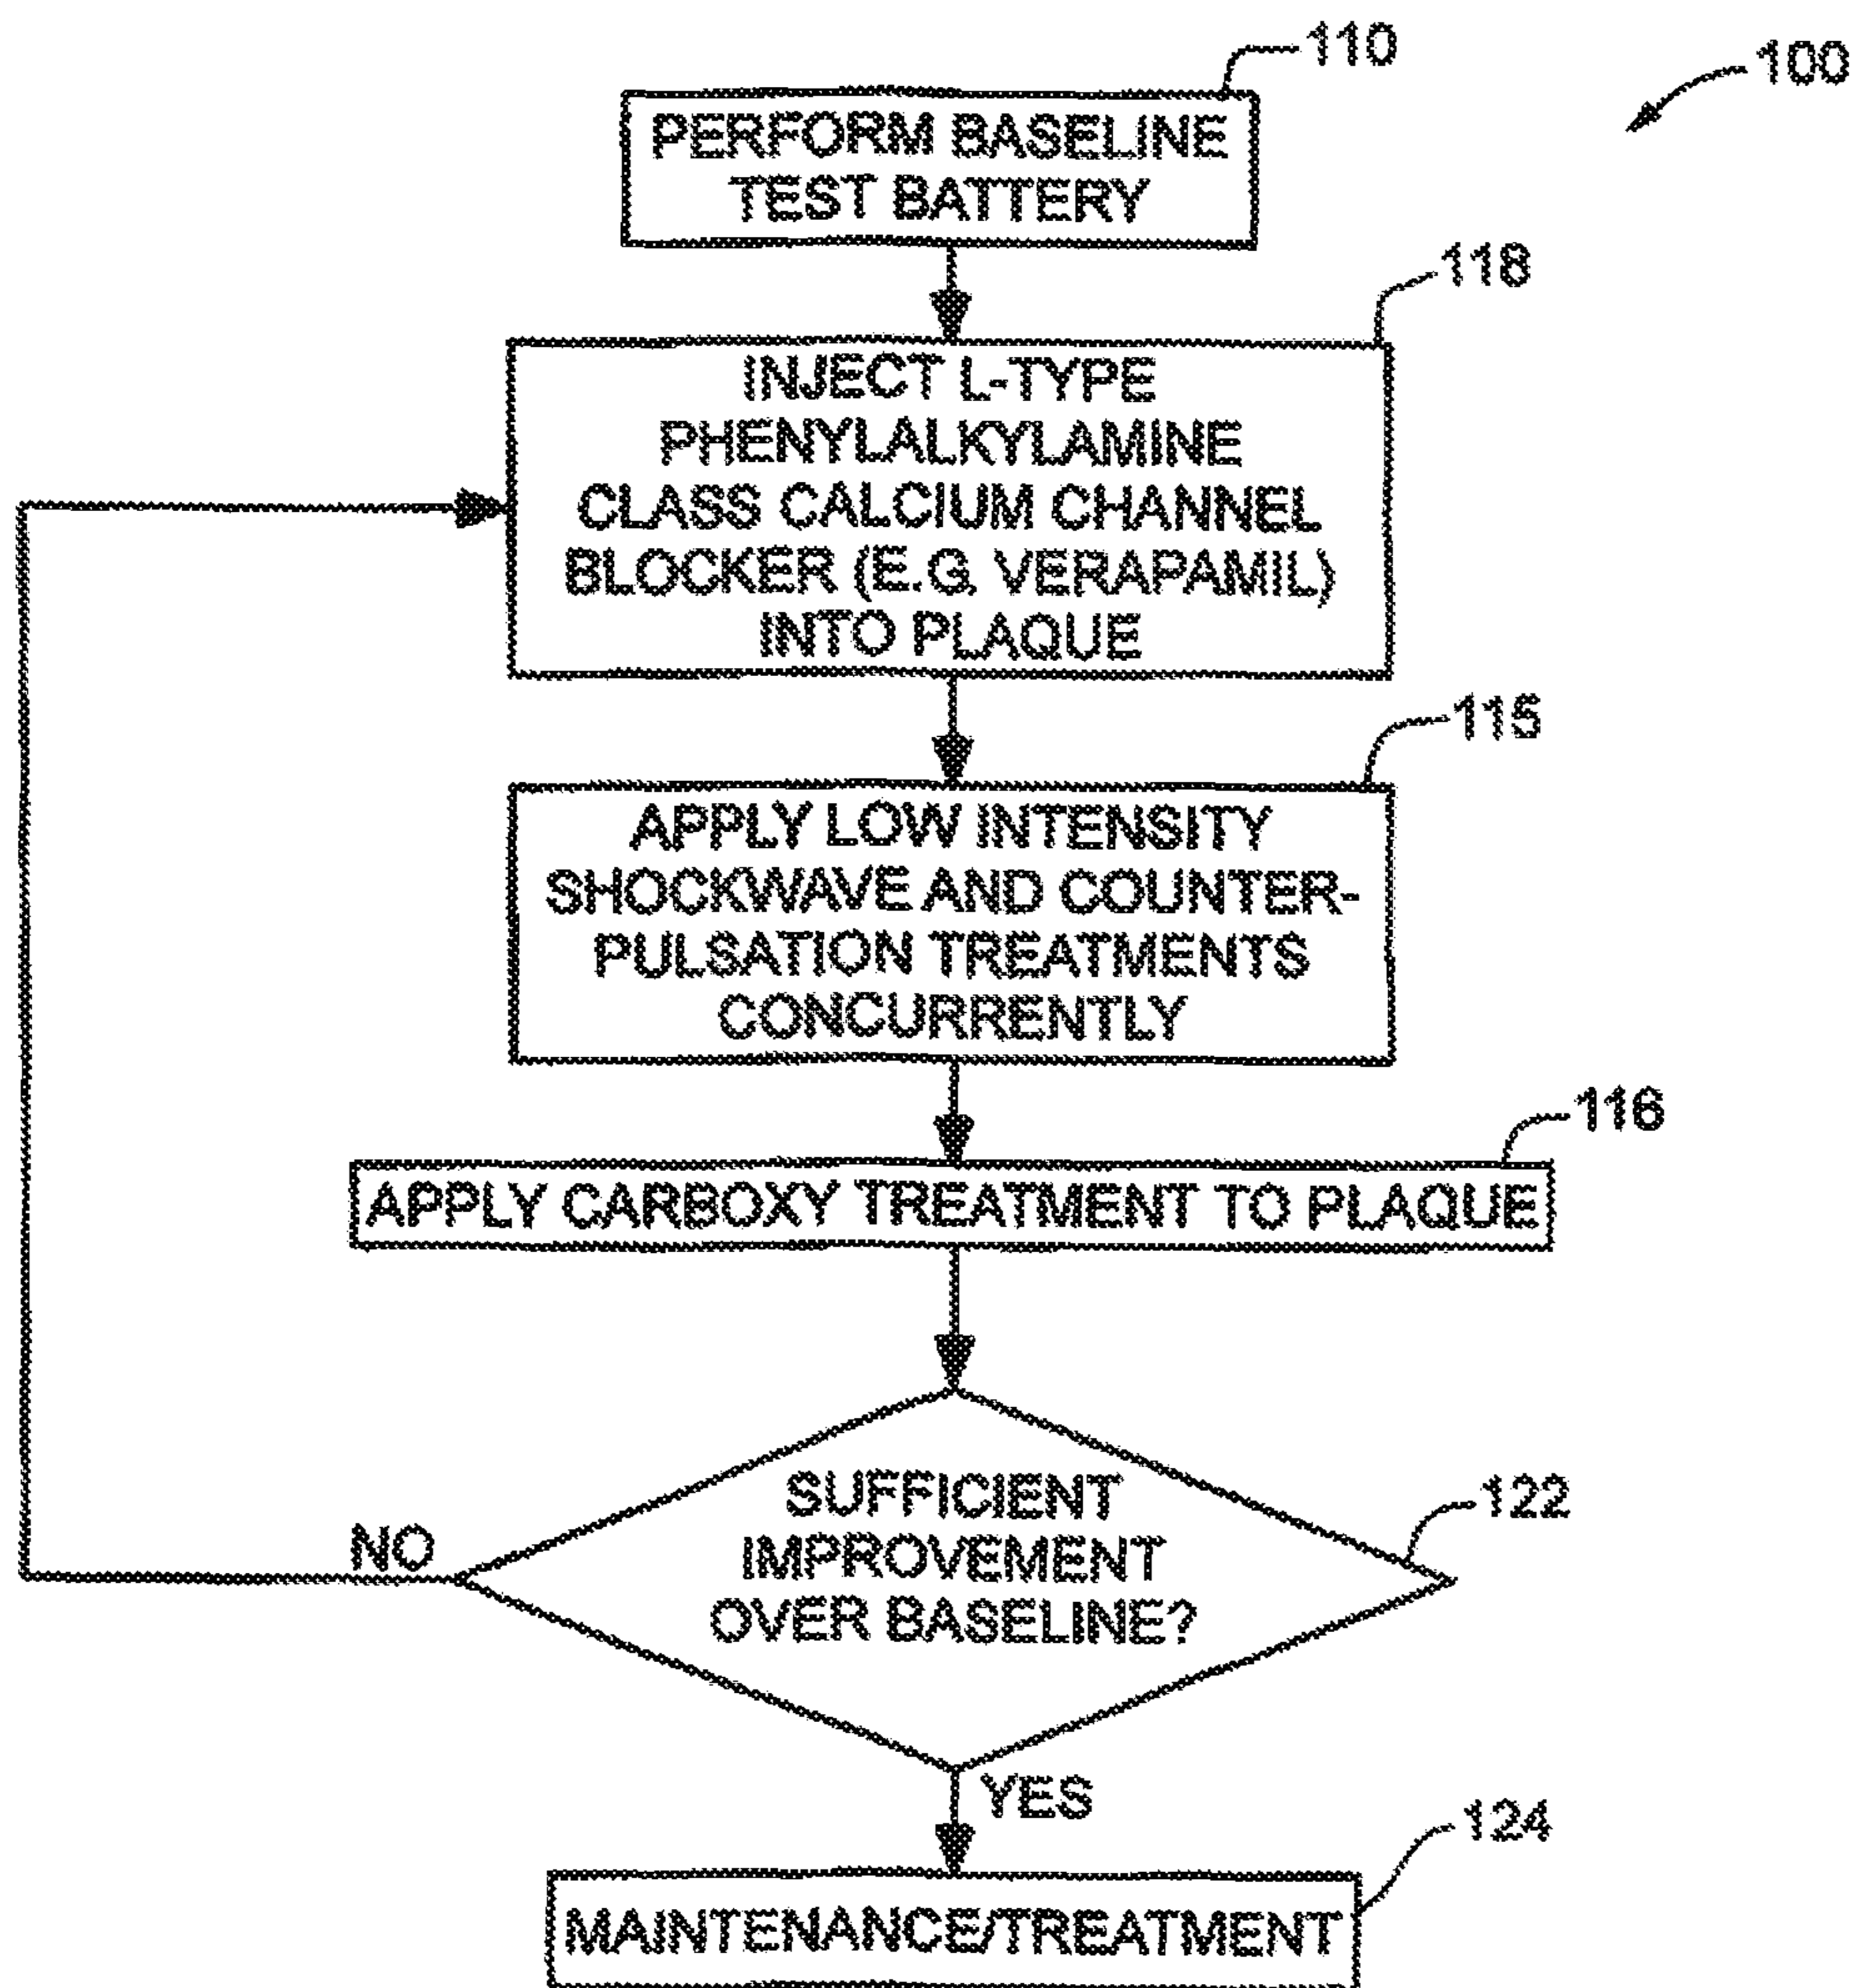 110
100
PERFORM BASELINE
TEST BATTERY
118
INJECT L-TYPE
PHENYLALKYLAMINE
CLASS CALCIUM CHANNEL
BLOCKER (E.G. VERAPAMIL)
INTO PLAQUE
115
APPLY LOW INTENSITY
SHOCKWAVE AND COUNTER-
PULSATION TREATMENTS
CONCURRENTLY
116
APPLY CARBOXY TREATMENT TO PLAQUE
122
SUFFICIENT
IMPROVEMENT
OVER BASELINE?
NO
YES
124
MAINTENANCE/TREATMENT